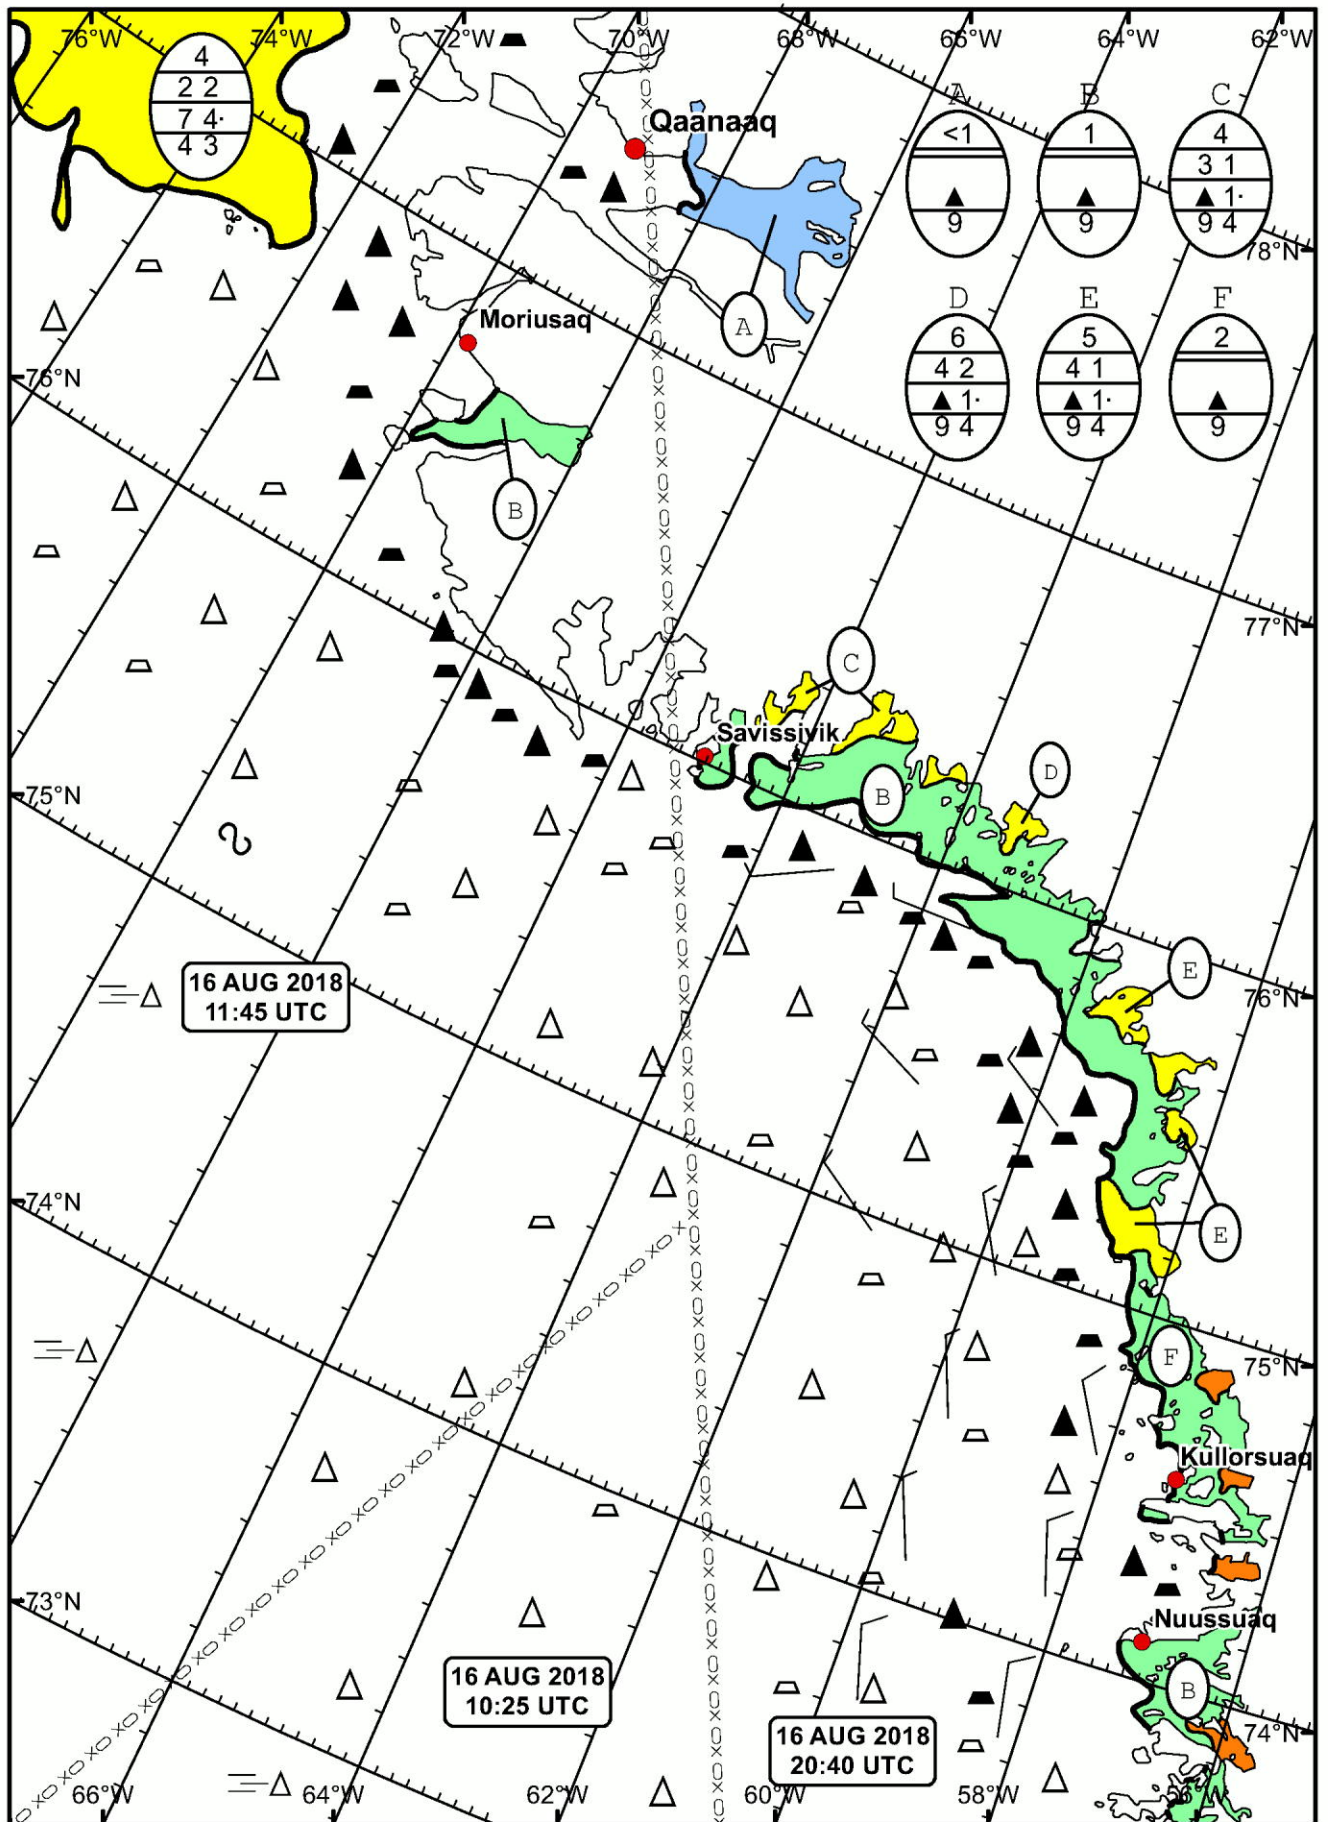 76°W 74°W 72°W 70°W 68°W 66°W 64°W 62°W
4
2 2
7 4·
4 3
Qaanaaq
A B C
<1 1 4
3 1
▲ ▲ ▲ 1·
9 9 9 4
78°N
A
Moriusaq
D E F
6 5 2
4 2 4 1
▲ 1· ▲ 1· ▲
9 4 9 4 9
76°N
B
77°N
C
Savissivik
D
B
75°N
E
76°N
16 AUG 2018
11:45 UTC
74°N
E
F
75°N
Kullorsuaq
73°N
Nuussuaq
16 AUG 2018
10:25 UTC
B
16 AUG 2018
20:40 UTC
74°N
66°W 64°W 62°W 60°W 58°W